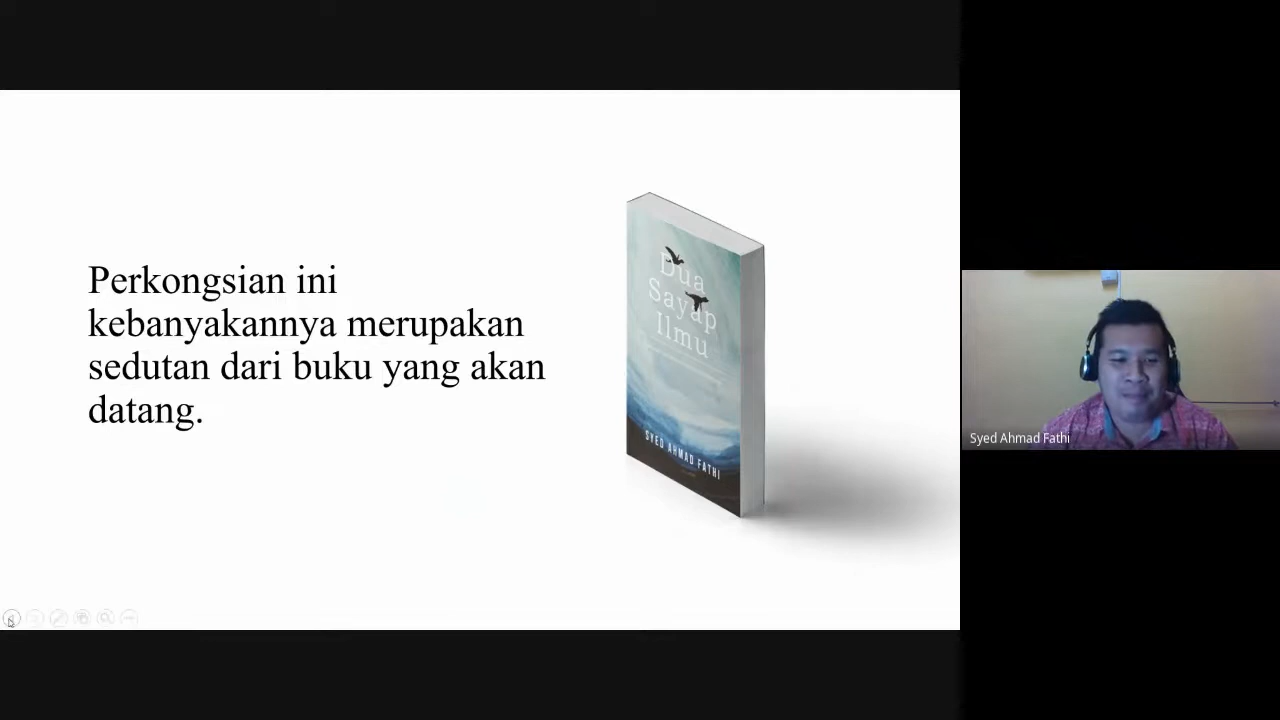 Perkongsian ini
kebanyakannya merupakan
sedutan dari buku yang akan
datang.
Dua
Sayap
Ilmu
SYED AHMAD FATHI
Syed Ahmad Fathi